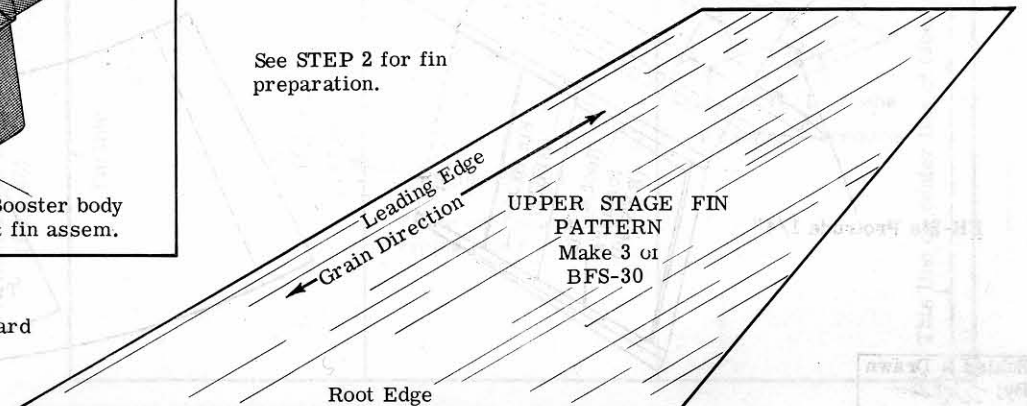 See STEP 2 for fin
preparation.
Leading Edge
Grain Direction
UPPER STAGE FIN
PATTERN
Make 3 of
BFS-30
Booster body
fin assem.
Root Edge